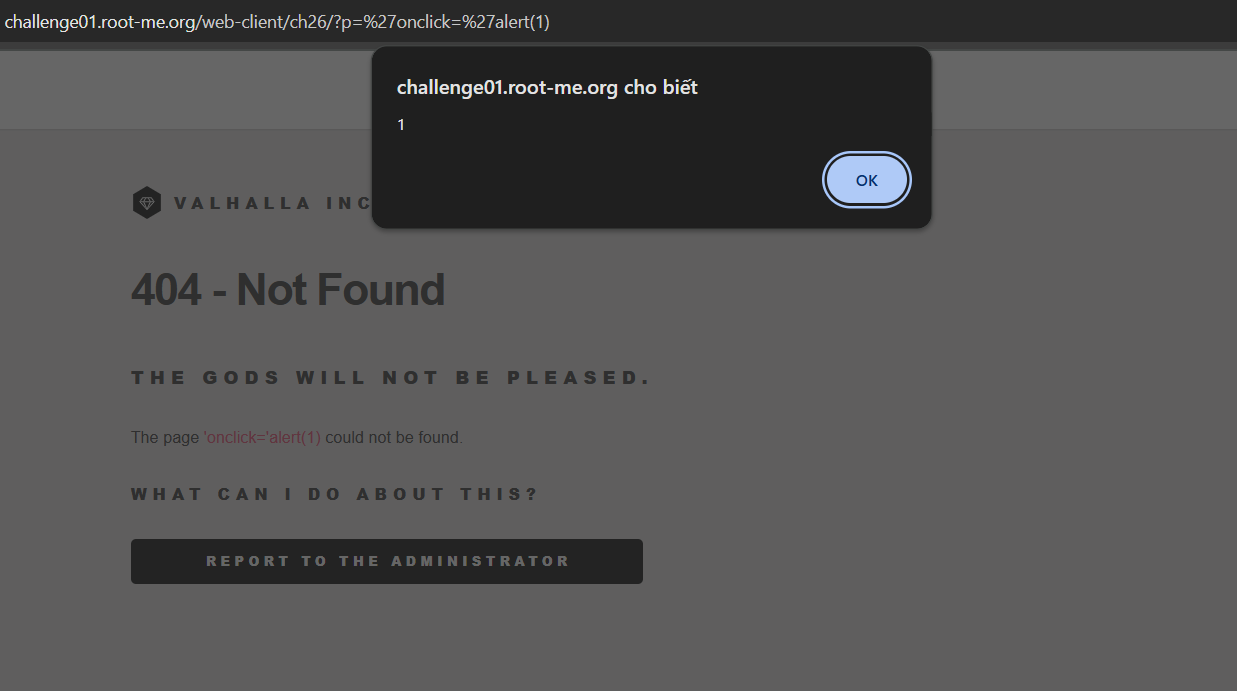 challenge01.root-me.org/web-client/ch26/?p=%27onclick=%27alert(1)
challenge01.root-me.org cho biết
1
OK
VALHALLA INC
404 - Not Found
THE GODS WILL NOT BE PLEASED.
The page 'onclick='alert(1) could not be found.
WHAT CAN I DO ABOUT THIS?
REPORT TO THE ADMINISTRATOR